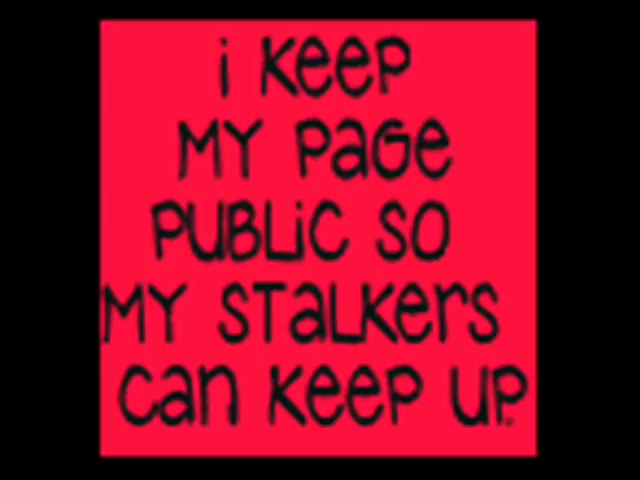 i KEEP
MY PAGE
PUBLiC SO
MY STALKERS
CAN KEEP UP.